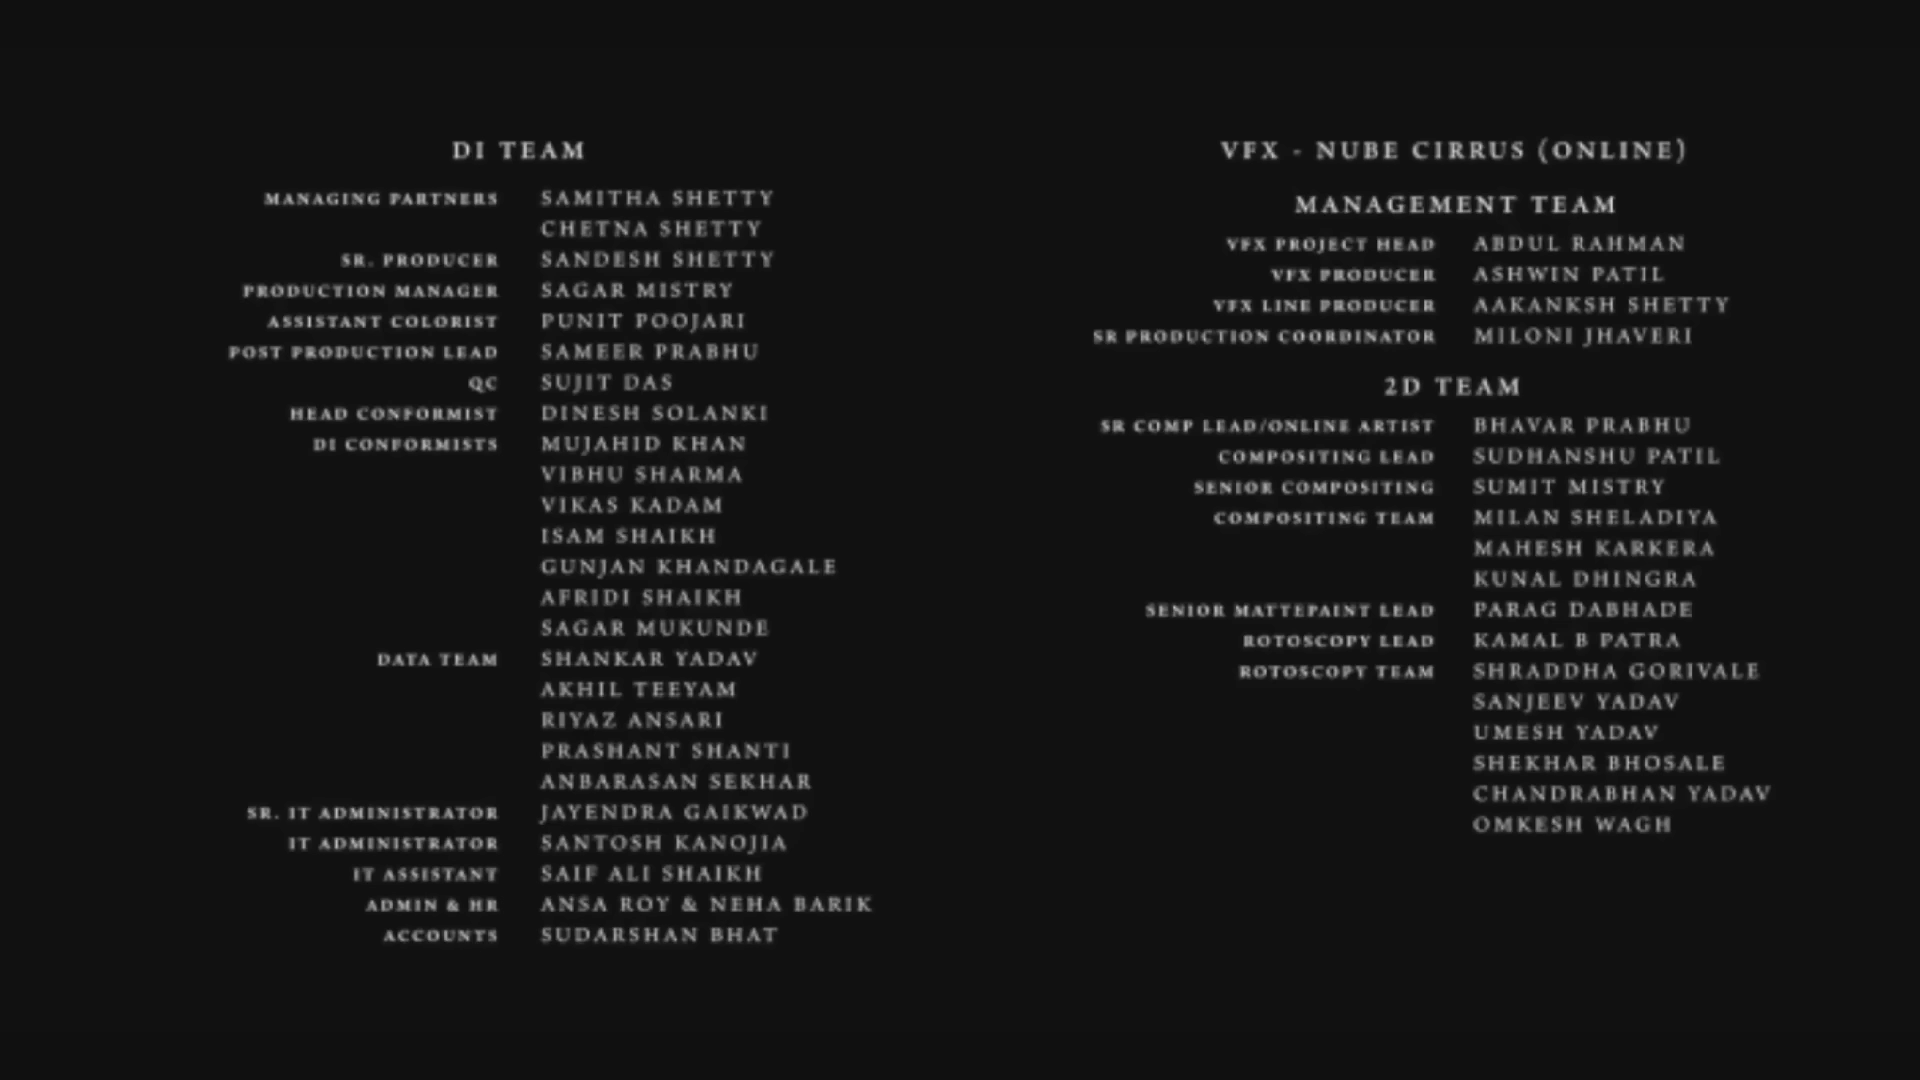 DI TEAM
MANAGING PARTNERS SAMITHA SHETTY
CHETNA SHETTY
SR. PRODUCER SANDESH SHETTY
PRODUCTION MANAGER SAGAR MISTRY
ASSISTANT COLORIST PUNIT POOJARI
POST PRODUCTION LEAD SAMEER PRABHU
QC SUJIT DAS
HEAD CONFORMIST DINESH SOLANKI
DI CONFORMISTS MUJAHID KHAN
VIBHU SHARMA
VIKAS KADAM
ISAM SHAIKH
GUNJAN KHANDAGALE
AFRIDI SHAIKH
SAGAR MUKUNDE
DATA TEAM SHANKAR YADAV
AKHIL TEEYAM
RIYAZ ANSARI
PRASHANT SHANTI
ANBARASAN SEKHAR
SR. IT ADMINISTRATOR JAYENDRA GAIKWAD
IT ADMINISTRATOR SANTOSH KANOJIA
IT ASSISTANT SAIF ALI SHAIKH
ADMIN & HR ANSA ROY & NEHA BARIK
ACCOUNTS SUDARSHAN BHAT
VFX - NUBE CIRRUS (ONLINE)
MANAGEMENT TEAM
VFX PROJECT HEAD ABDUL RAHMAN
VFX PRODUCER ASHWIN PATIL
VFX LINE PRODUCER AAKANKSH SHETTY
SR PRODUCTION COORDINATOR MILONI JHAVERI
2D TEAM
SR COMP LEAD/ONLINE ARTIST BHAVAR PRABHU
COMPOSITING LEAD SUDHANSHU PATIL
SENIOR COMPOSITING SUMIT MISTRY
COMPOSITING TEAM MILAN SHELADIYA
MAHESH KARKERA
KUNAL DHINGRA
SENIOR MATTEPAINT LEAD PARAG DABHADE
ROTOSCOPY LEAD KAMAL B PATRA
ROTOSCOPY TEAM SHRADDHA GORIVALE
SANJEEV YADAV
UMESH YADAV
SHEKHAR BHOSALE
CHANDRABHAN YADAV
OMKESH WAGH